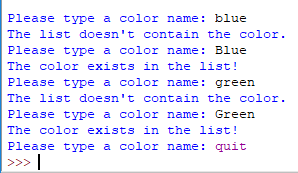 Please type a color name: blue
The list doesn't contain the color.
Please type a color name: Blue
The color exists in the list!
Please type a color name: green
The list doesn't contain the color.
Please type a color name: Green
The color exists in the list!
Please type a color name: quit
>>>